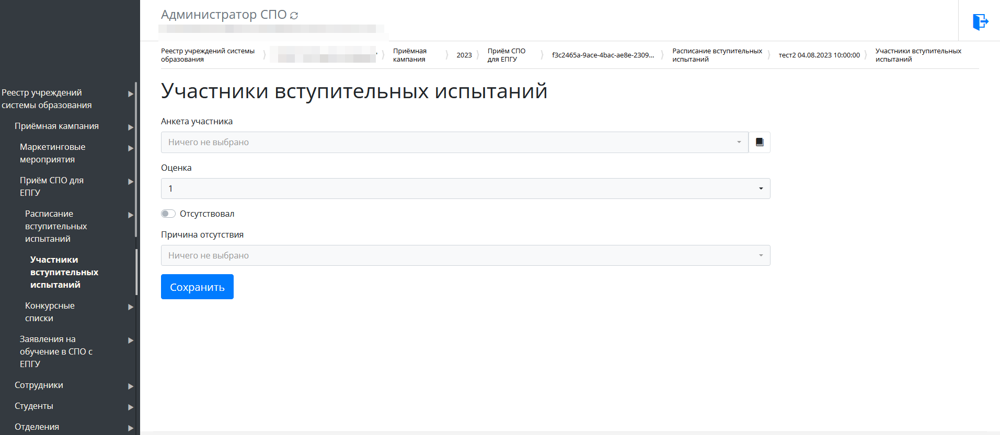 Администратор СПО
Реестр учреждений системы
образования
Приёмная
кампания
2023
Приём СПО
для ЕПГУ
f3c2465a-9ace-4bac-ae8e-2309...
Расписание вступительных
испытаний
тест2 04.08.2023 10:00:00
Участники вступительных
испытаний
Реестр учреждений
системы образования
Приёмная кампания
Маркетинговые
мероприятия
Приём СПО для
ЕПГУ
Расписание
вступительных
испытаний
Участники
вступительных
испытаний
Конкурсные
списки
Заявления на
обучение в СПО с
ЕПГУ
Сотрудники
Студенты
Отделения
Участники вступительных испытаний
Анкета участника
Ничего не выбрано
Оценка
1
Отсутствовал
Причина отсутствия
Ничего не выбрано
Сохранить